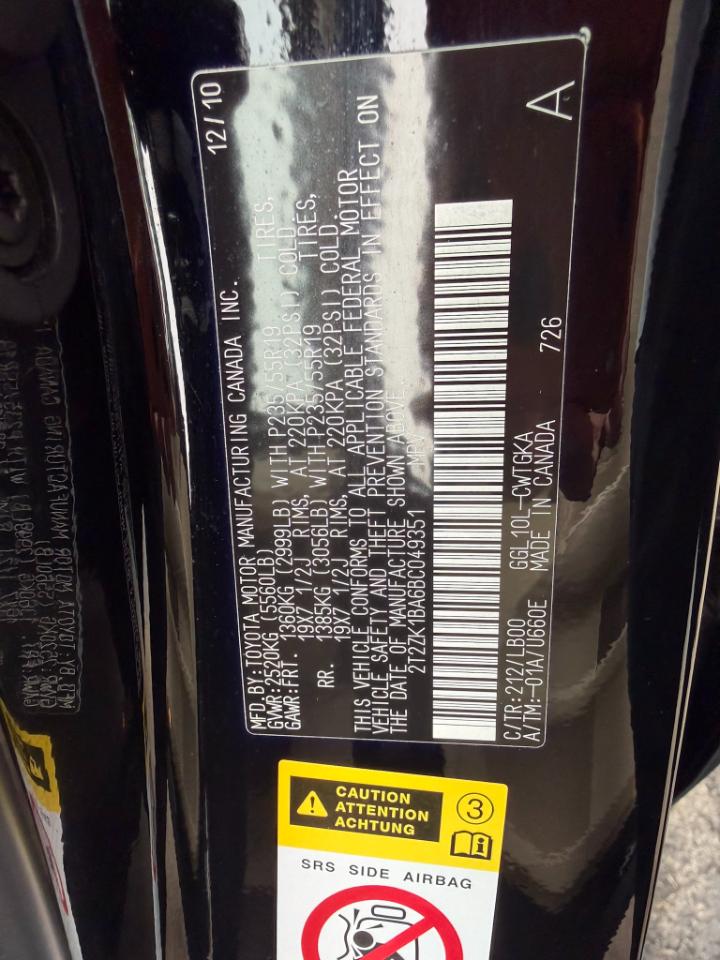 12/10
MFD.BY:TOYOTA MOTOR MANUFACTURING CANADA INC.
GVWR:2520KG (5560LB)
GAWR:FRT. 1360KG (2999LB) WITH P235/55R19 TIRES,
19X7 1/2J RIMS, AT 220KPA (32PSI) COLD.
RR. 1385KG (3056LB) WITH P235/55R19 TIRES,
19X7 1/2J RIMS, AT 220KPA (32PSI) COLD.
THIS VEHICLE CONFORMS TO ALL APPLICABLE FEDERAL MOTOR
VEHICLE SAFETY AND THEFT PREVENTION STANDARDS IN EFFECT ON
THE DATE OF MANUFACTURE SHOWN ABOVE.
2T2ZK1BA6BC049351 MPV
C/TR:212/LB00 GGL10L-CWTGKA
A/TM:-01A/U660E MADE IN CANADA 726
A
CAUTION
ATTENTION
ACHTUNG
3
SRS SIDE AIRBAG